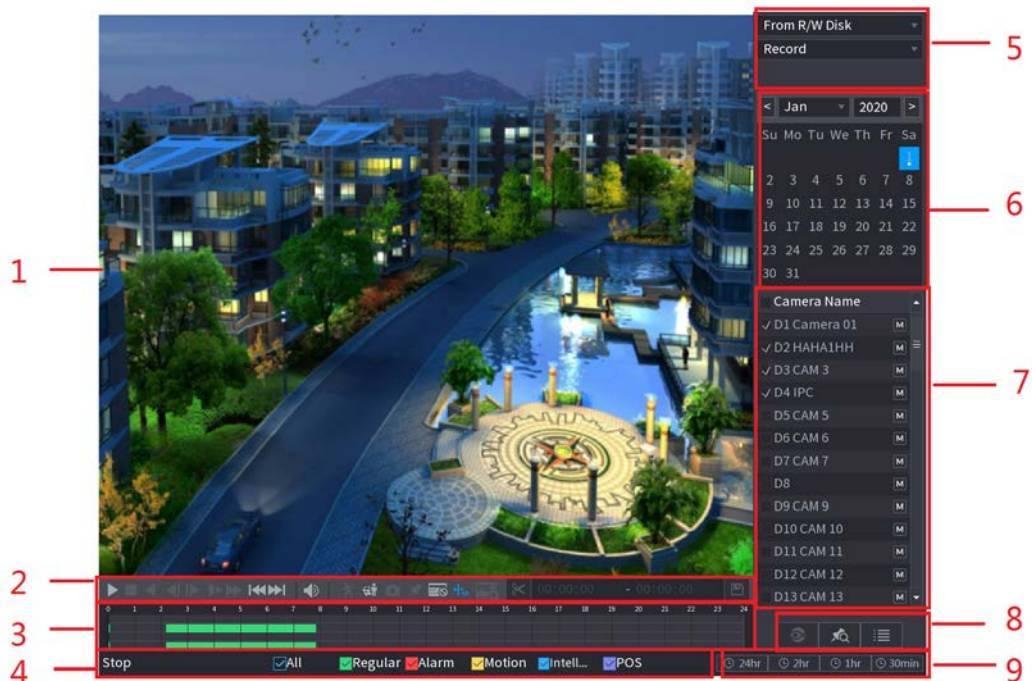 From R/W Disk
5
Record
< Jan 2020 >
Su Mo Tu We Th Fr Sa
1
2 3 4 5 6 7 8
9 10 11 12 13 14 15
6
16 17 18 19 20 21 22
23 24 25 26 27 28 29
30 31
1
Camera Name
D1 Camera 01 M
D2 HAHA1HH M
D3 CAM 3 M
7
D4 IPC M
D5 CAM 5 M
D6 CAM 6 M
D7 CAM 7 M
D8 M
D9 CAM 9 M
D10 CAM 10 M
D11 CAM 11 M
D12 CAM 12 M
D13 CAM 13 M
2
00:00:00 - 00:00:00
0 1 2 3 4 5 6 7 8 9 10 11 12 13 14 15 16 17 18 19 20 21 22 23 24
3
8
4
Stop All Regular Alarm Motion Intell... POS
24hr 2hr 1hr 30min
9